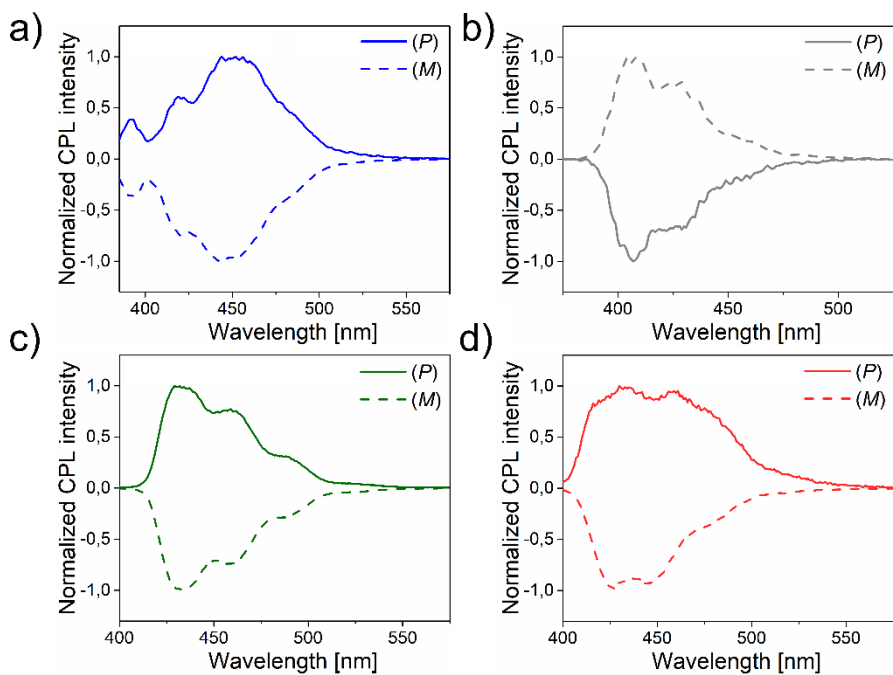 a)
(P)
(M)
Normalized CPL intensity
1,0
0,5
0,0
-0,5
-1,0
400
450
500
550
Wavelength [nm]
b)
(P)
(M)
Normalized CPL intensity
1,0
0,5
0,0
-0,5
-1,0
400
450
500
Wavelength [nm]
c)
(P)
(M)
Normalized CPL intensity
1,0
0,5
0,0
-0,5
-1,0
400
450
500
550
Wavelength [nm]
d)
(P)
(M)
Normalized CPL intensity
1,0
0,5
0,0
-0,5
-1,0
400
450
500
550
Wavelength [nm]